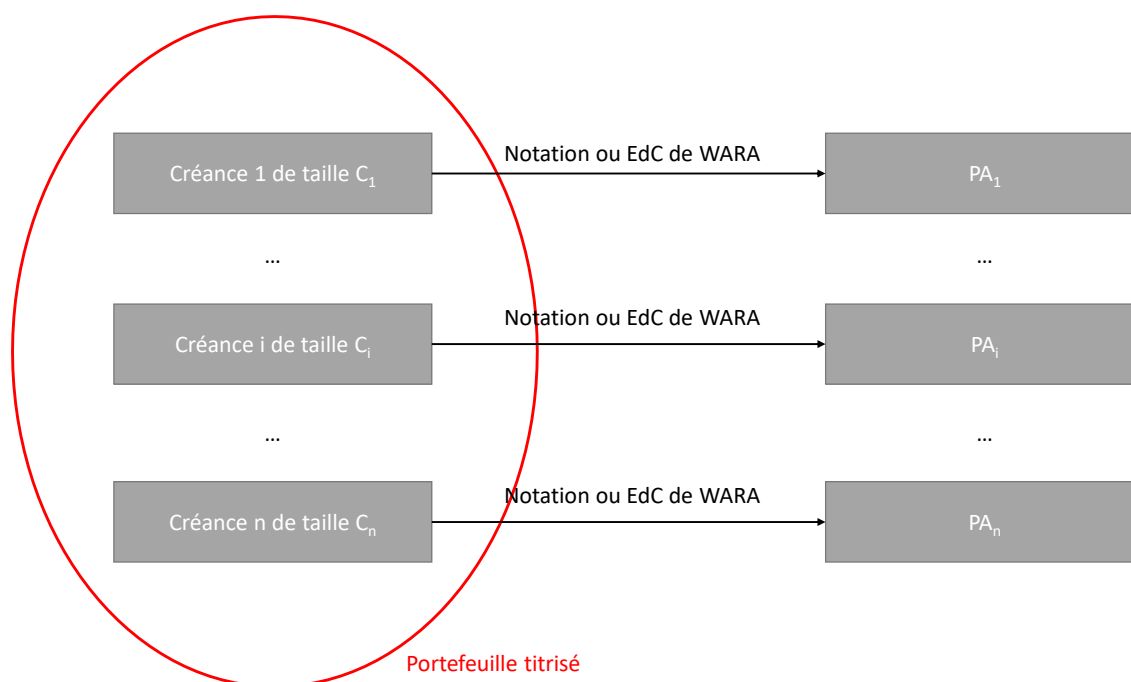 Créance 1 de taille C₁
Notation ou EdC de WARA
PA₁
...
...
Créance i de taille Cᵢ
Notation ou EdC de WARA
PAᵢ
...
...
Créance n de taille Cₙ
Notation ou EdC de WARA
PAₙ
Portefeuille titrisé